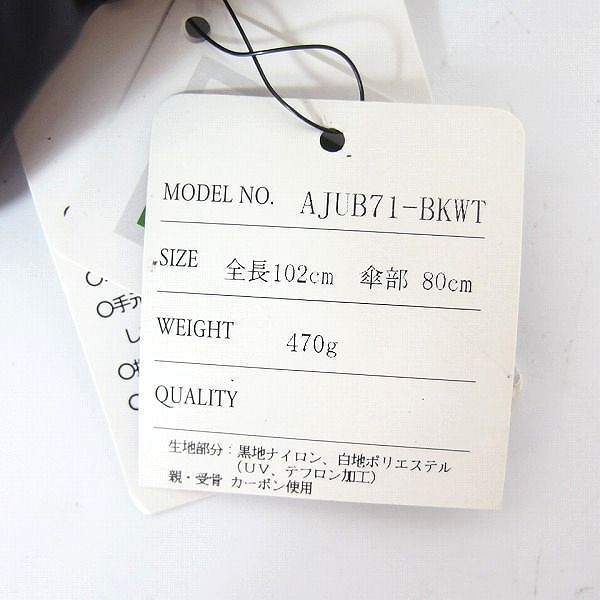 MODEL NO. AJUB71-BKWT
SIZE 全長102cm 傘部 80cm
WEIGHT 470g
QUALITY
生地部分：黒地ナイロン、白地ポリエステル
（UV、テフロン加工）
親・受骨 カーボン使用
○手元